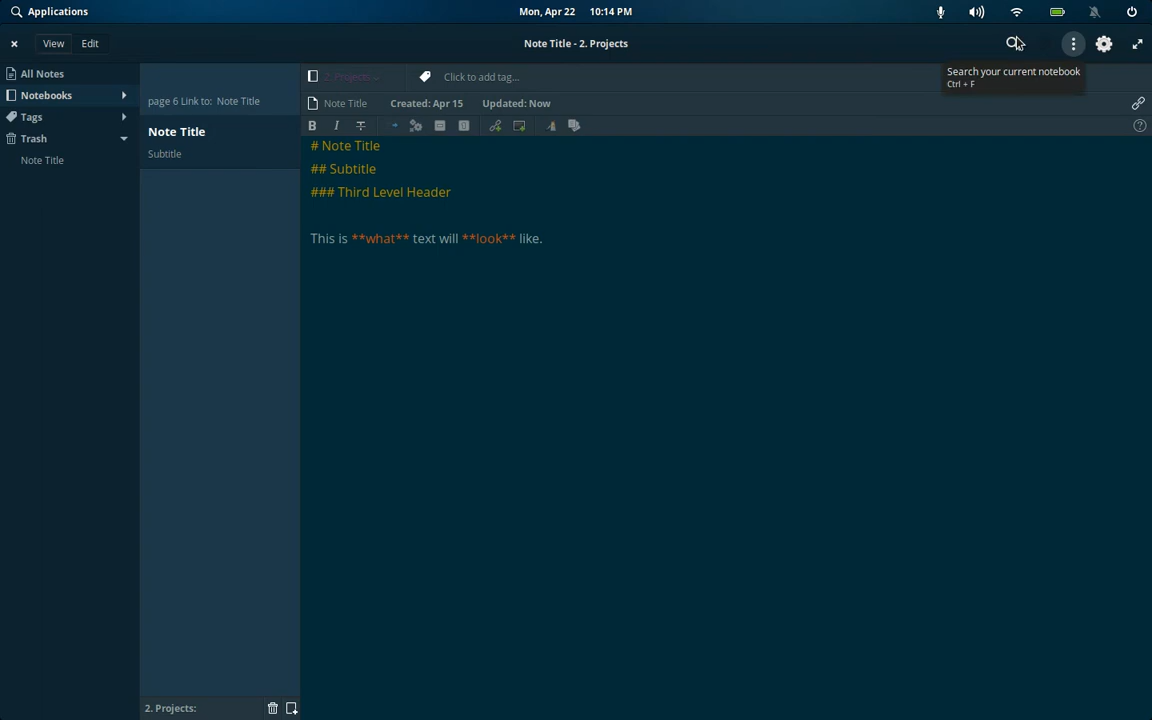 Applications
Mon, Apr 22 10:14 PM
View Edit
Note Title - 2. Projects
Search your current notebook
Ctrl + F
All Notes
Notebooks
Tags
Trash
Note Title
page 6 Link to: Note Title
Note Title
Subtitle
2. Projects:
2. Projects
Click to add tag...
Note Title Created: Apr 15 Updated: Now
B I T
# Note Title
## Subtitle
### Third Level Header
This is **what** text will **look** like.